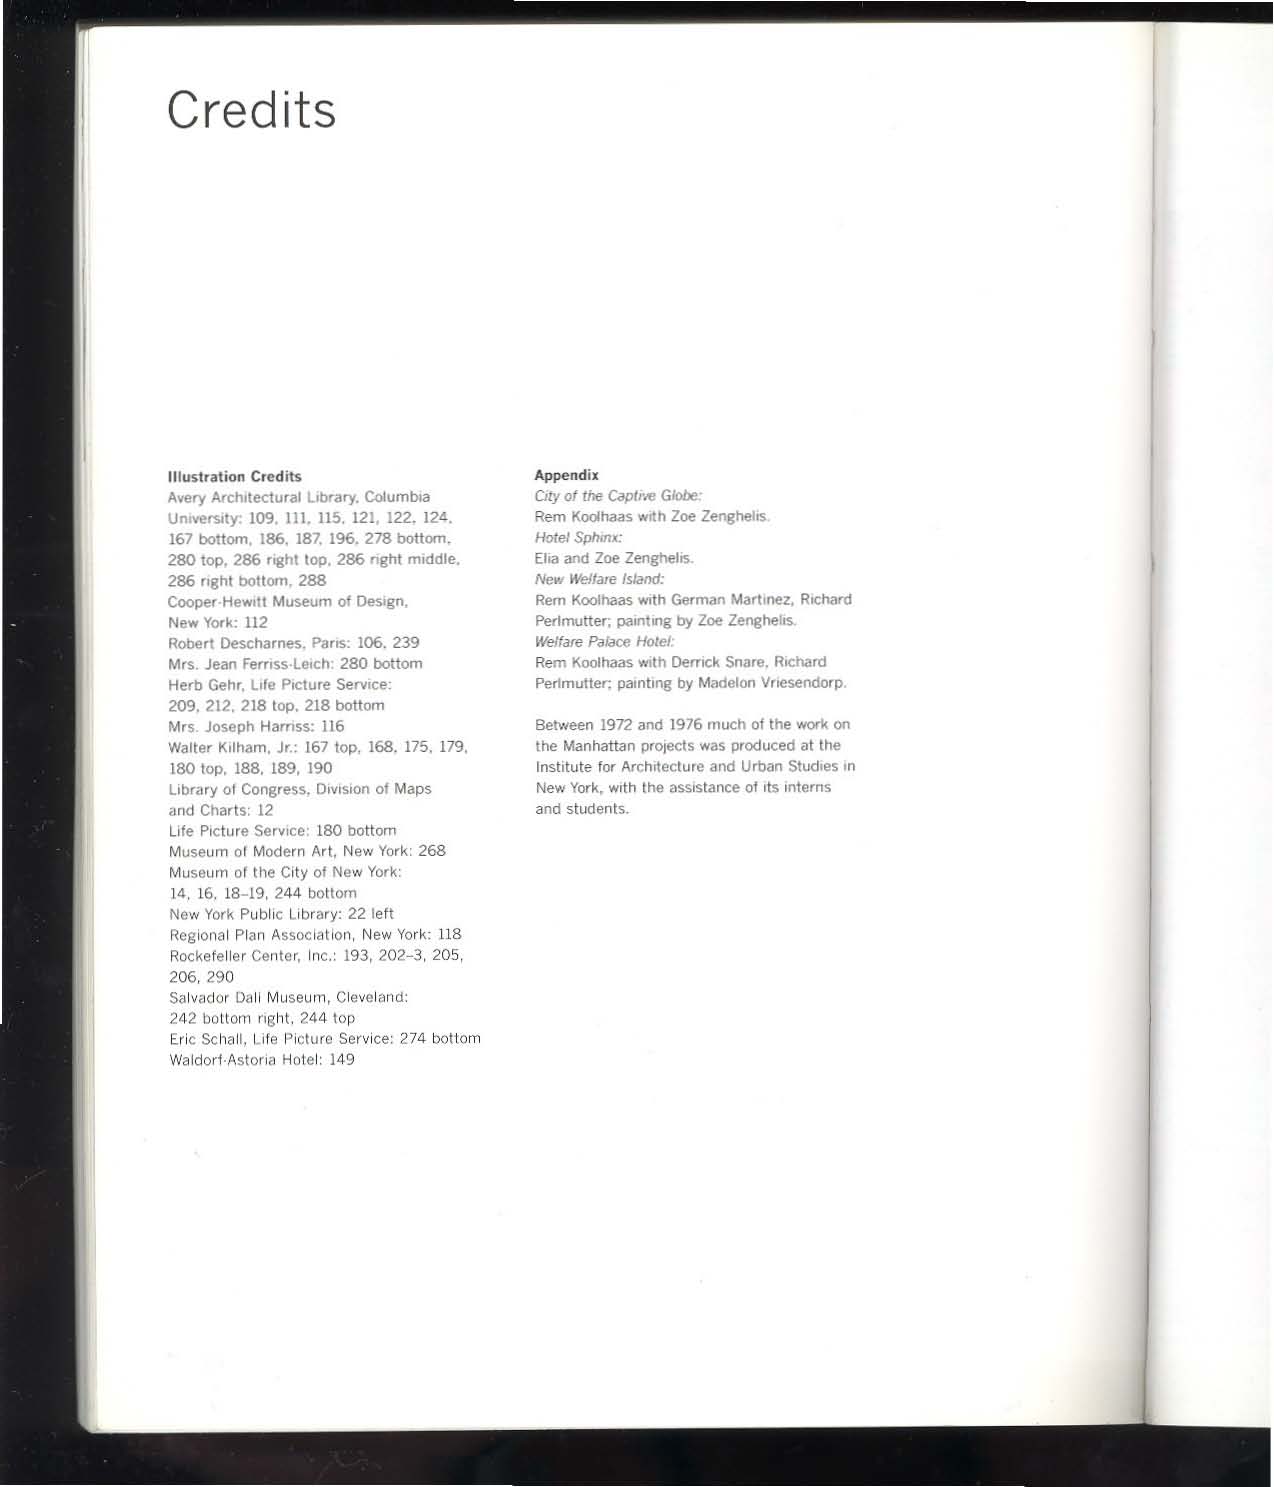 Credits
Illustration Credits
Avery Architectural Library, Columbia
University: 109, 111, 115, 121, 122, 124,
167 bottom, 186, 187, 196, 278 bottom,
280 top, 286 right top, 286 right middle,
286 right bottom, 288
Cooper-Hewitt Museum of Design,
New York: 112
Robert Descharnes, Paris: 106, 239
Mrs. Jean Ferriss-Leich: 280 bottom
Herb Gehr, Life Picture Service:
209, 212, 218 top, 218 bottom
Mrs. Joseph Harriss: 116
Walter Kilham, Jr.: 167 top, 168, 175, 179,
180 top, 188, 189, 190
Library of Congress, Division of Maps
and Charts: 12
Life Picture Service: 180 bottom
Museum of Modern Art, New York: 268
Museum of the City of New York:
14, 16, 18–19, 244 bottom
New York Public Library: 22 left
Regional Plan Association, New York: 118
Rockefeller Center, Inc.: 193, 202–3, 205,
206, 290
Salvador Dali Museum, Cleveland:
242 bottom right, 244 top
Eric Schall, Life Picture Service: 274 bottom
Waldorf-Astoria Hotel: 149
Appendix
City of the Captive Globe:
Rem Koolhaas with Zoe Zenghelis.
Hotel Sphinx:
Elia and Zoe Zenghelis.
New Welfare Island:
Rem Koolhaas with German Martinez, Richard
Perlmutter; painting by Zoe Zenghelis.
Welfare Palace Hotel:
Rem Koolhaas with Derrick Snare, Richard
Perlmutter; painting by Madelon Vriesendorp.
Between 1972 and 1976 much of the work on
the Manhattan projects was produced at the
Institute for Architecture and Urban Studies in
New York, with the assistance of its interns
and students.